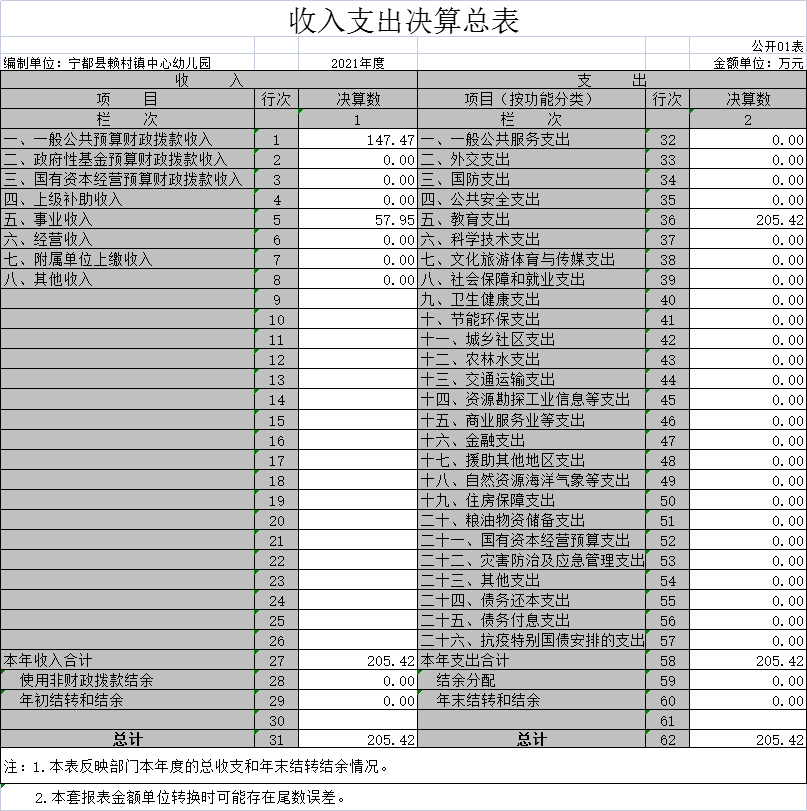 收入支出决算总表
公开01表
编制单位：宁都县赖村镇中心幼儿园 2021年度 金额单位：万元
收 入 支 出
项 目 行次 决算数 项目（按功能分类） 行次 决算数
栏 次 1 栏 次 2
一、一般公共预算财政拨款收入 1 147.47 一、一般公共服务支出 32 0.00
二、政府性基金预算财政拨款收入 2 0.00 二、外交支出 33 0.00
三、国有资本经营预算财政拨款收入 3 0.00 三、国防支出 34 0.00
四、上级补助收入 4 0.00 四、公共安全支出 35 0.00
五、事业收入 5 57.95 五、教育支出 36 205.42
六、经营收入 6 0.00 六、科学技术支出 37 0.00
七、附属单位上缴收入 7 0.00 七、文化旅游体育与传媒支出 38 0.00
八、其他收入 8 0.00 八、社会保障和就业支出 39 0.00
9 九、卫生健康支出 40 0.00
10 十、节能环保支出 41 0.00
11 十一、城乡社区支出 42 0.00
12 十二、农林水支出 43 0.00
13 十三、交通运输支出 44 0.00
14 十四、资源勘探工业信息等支出 45 0.00
15 十五、商业服务业等支出 46 0.00
16 十六、金融支出 47 0.00
17 十七、援助其他地区支出 48 0.00
18 十八、自然资源海洋气象等支出 49 0.00
19 十九、住房保障支出 50 0.00
20 二十、粮油物资储备支出 51 0.00
21 二十一、国有资本经营预算支出 52 0.00
22 二十二、灾害防治及应急管理支出 53 0.00
23 二十三、其他支出 54 0.00
24 二十四、债务还本支出 55 0.00
25 二十五、债务付息支出 56 0.00
26 二十六、抗疫特别国债安排的支出 57 0.00
本年收入合计 27 205.42 本年支出合计 58 205.42
使用非财政拨款结余 28 0.00 结余分配 59 0.00
年初结转和结余 29 0.00 年末结转和结余 60 0.00
30 61
总计 31 205.42 总计 62 205.42
注：1.本表反映部门本年度的总收支和年末结转结余情况。
2.本套报表金额单位转换时可能存在尾数误差。